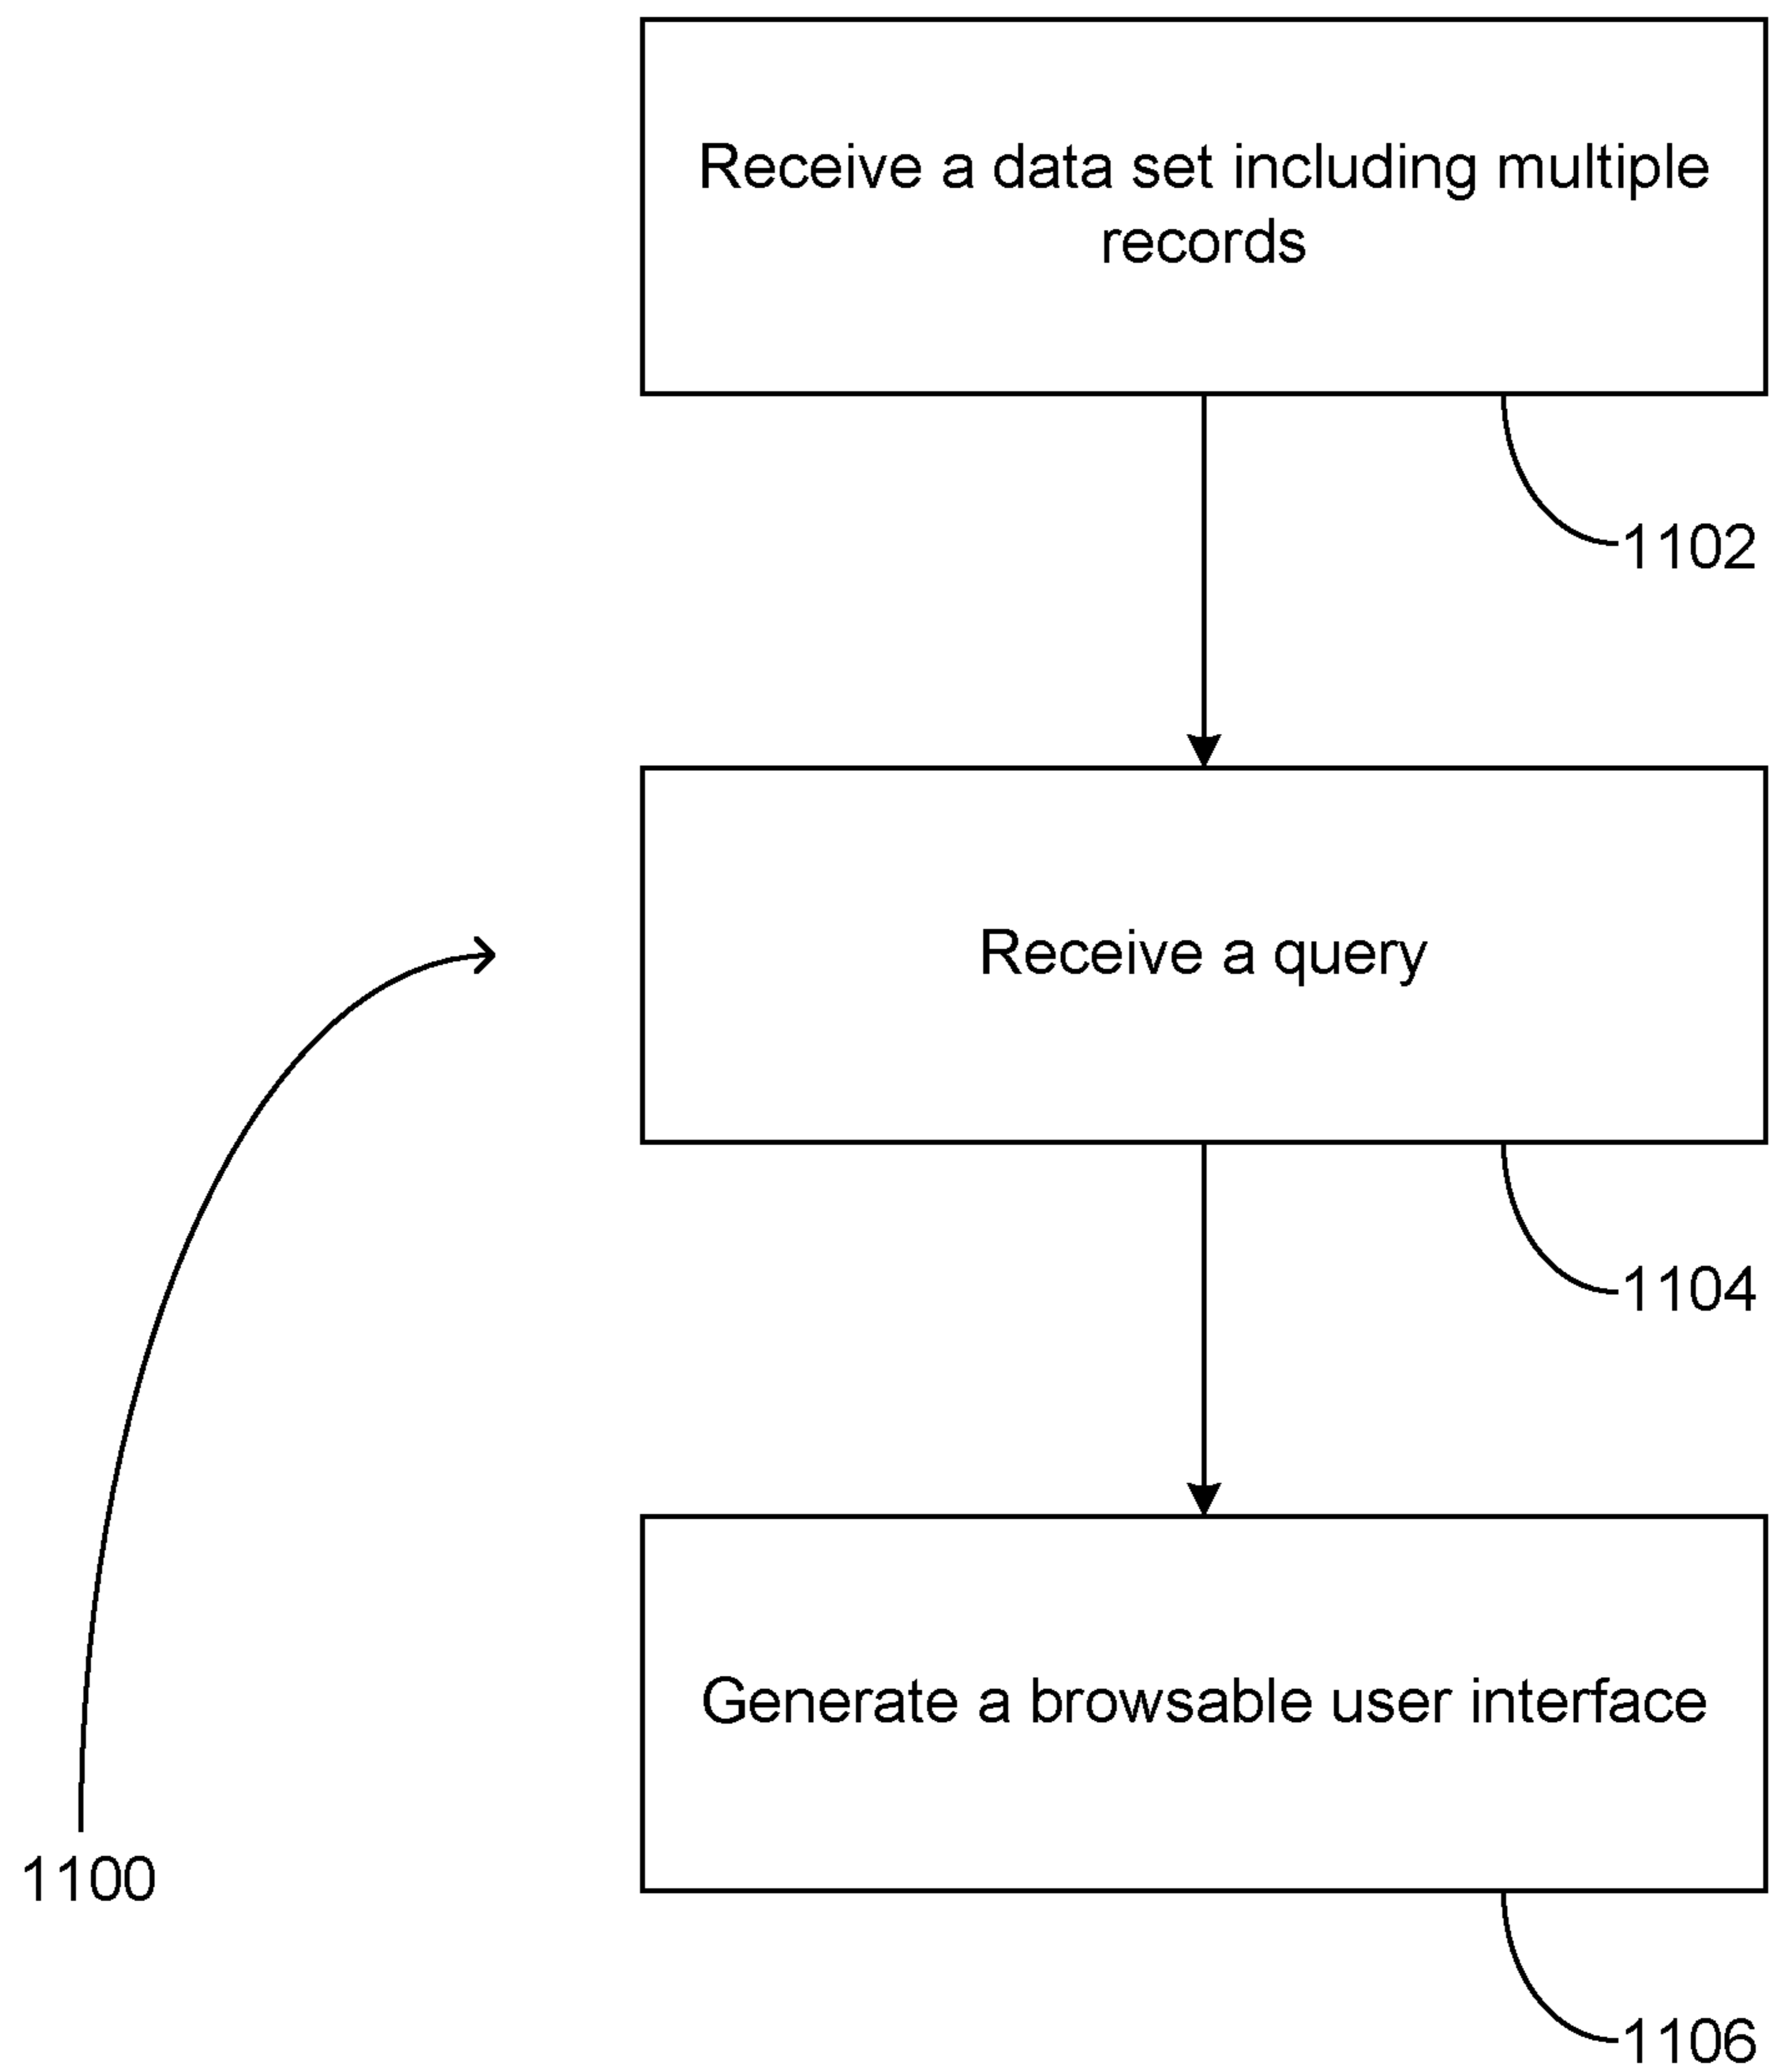 Receive a data set including multiple
records
1102
Receive a query
1104
Generate a browsable user interface
1100
1106